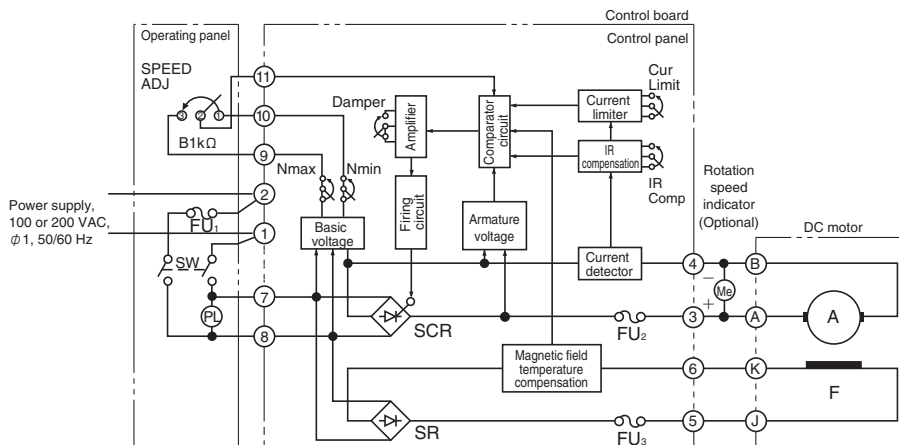 Control board
Operating panel
Control panel
SPEED
ADJ
11
3 2 1
10
B1kΩ
9
Damper
Amplifier
Comparator
circuit
Current
limiter
Cur
Limit
IR
compensation
IR
Comp
Nmax
Nmin
Firing
circuit
Basic
voltage
Armature
voltage
Current
detector
Rotation
speed
indicator
(Optional)
DC motor
Power supply,
100 or 200 VAC,
ϕ1, 50/60 Hz
2
FU1
1
SW
PL
7
8
SCR
4
B
−
Me
+
3
A
A
FU2
Magnetic field
temperature
compensation
6
K
F
SR
FU3
5
J